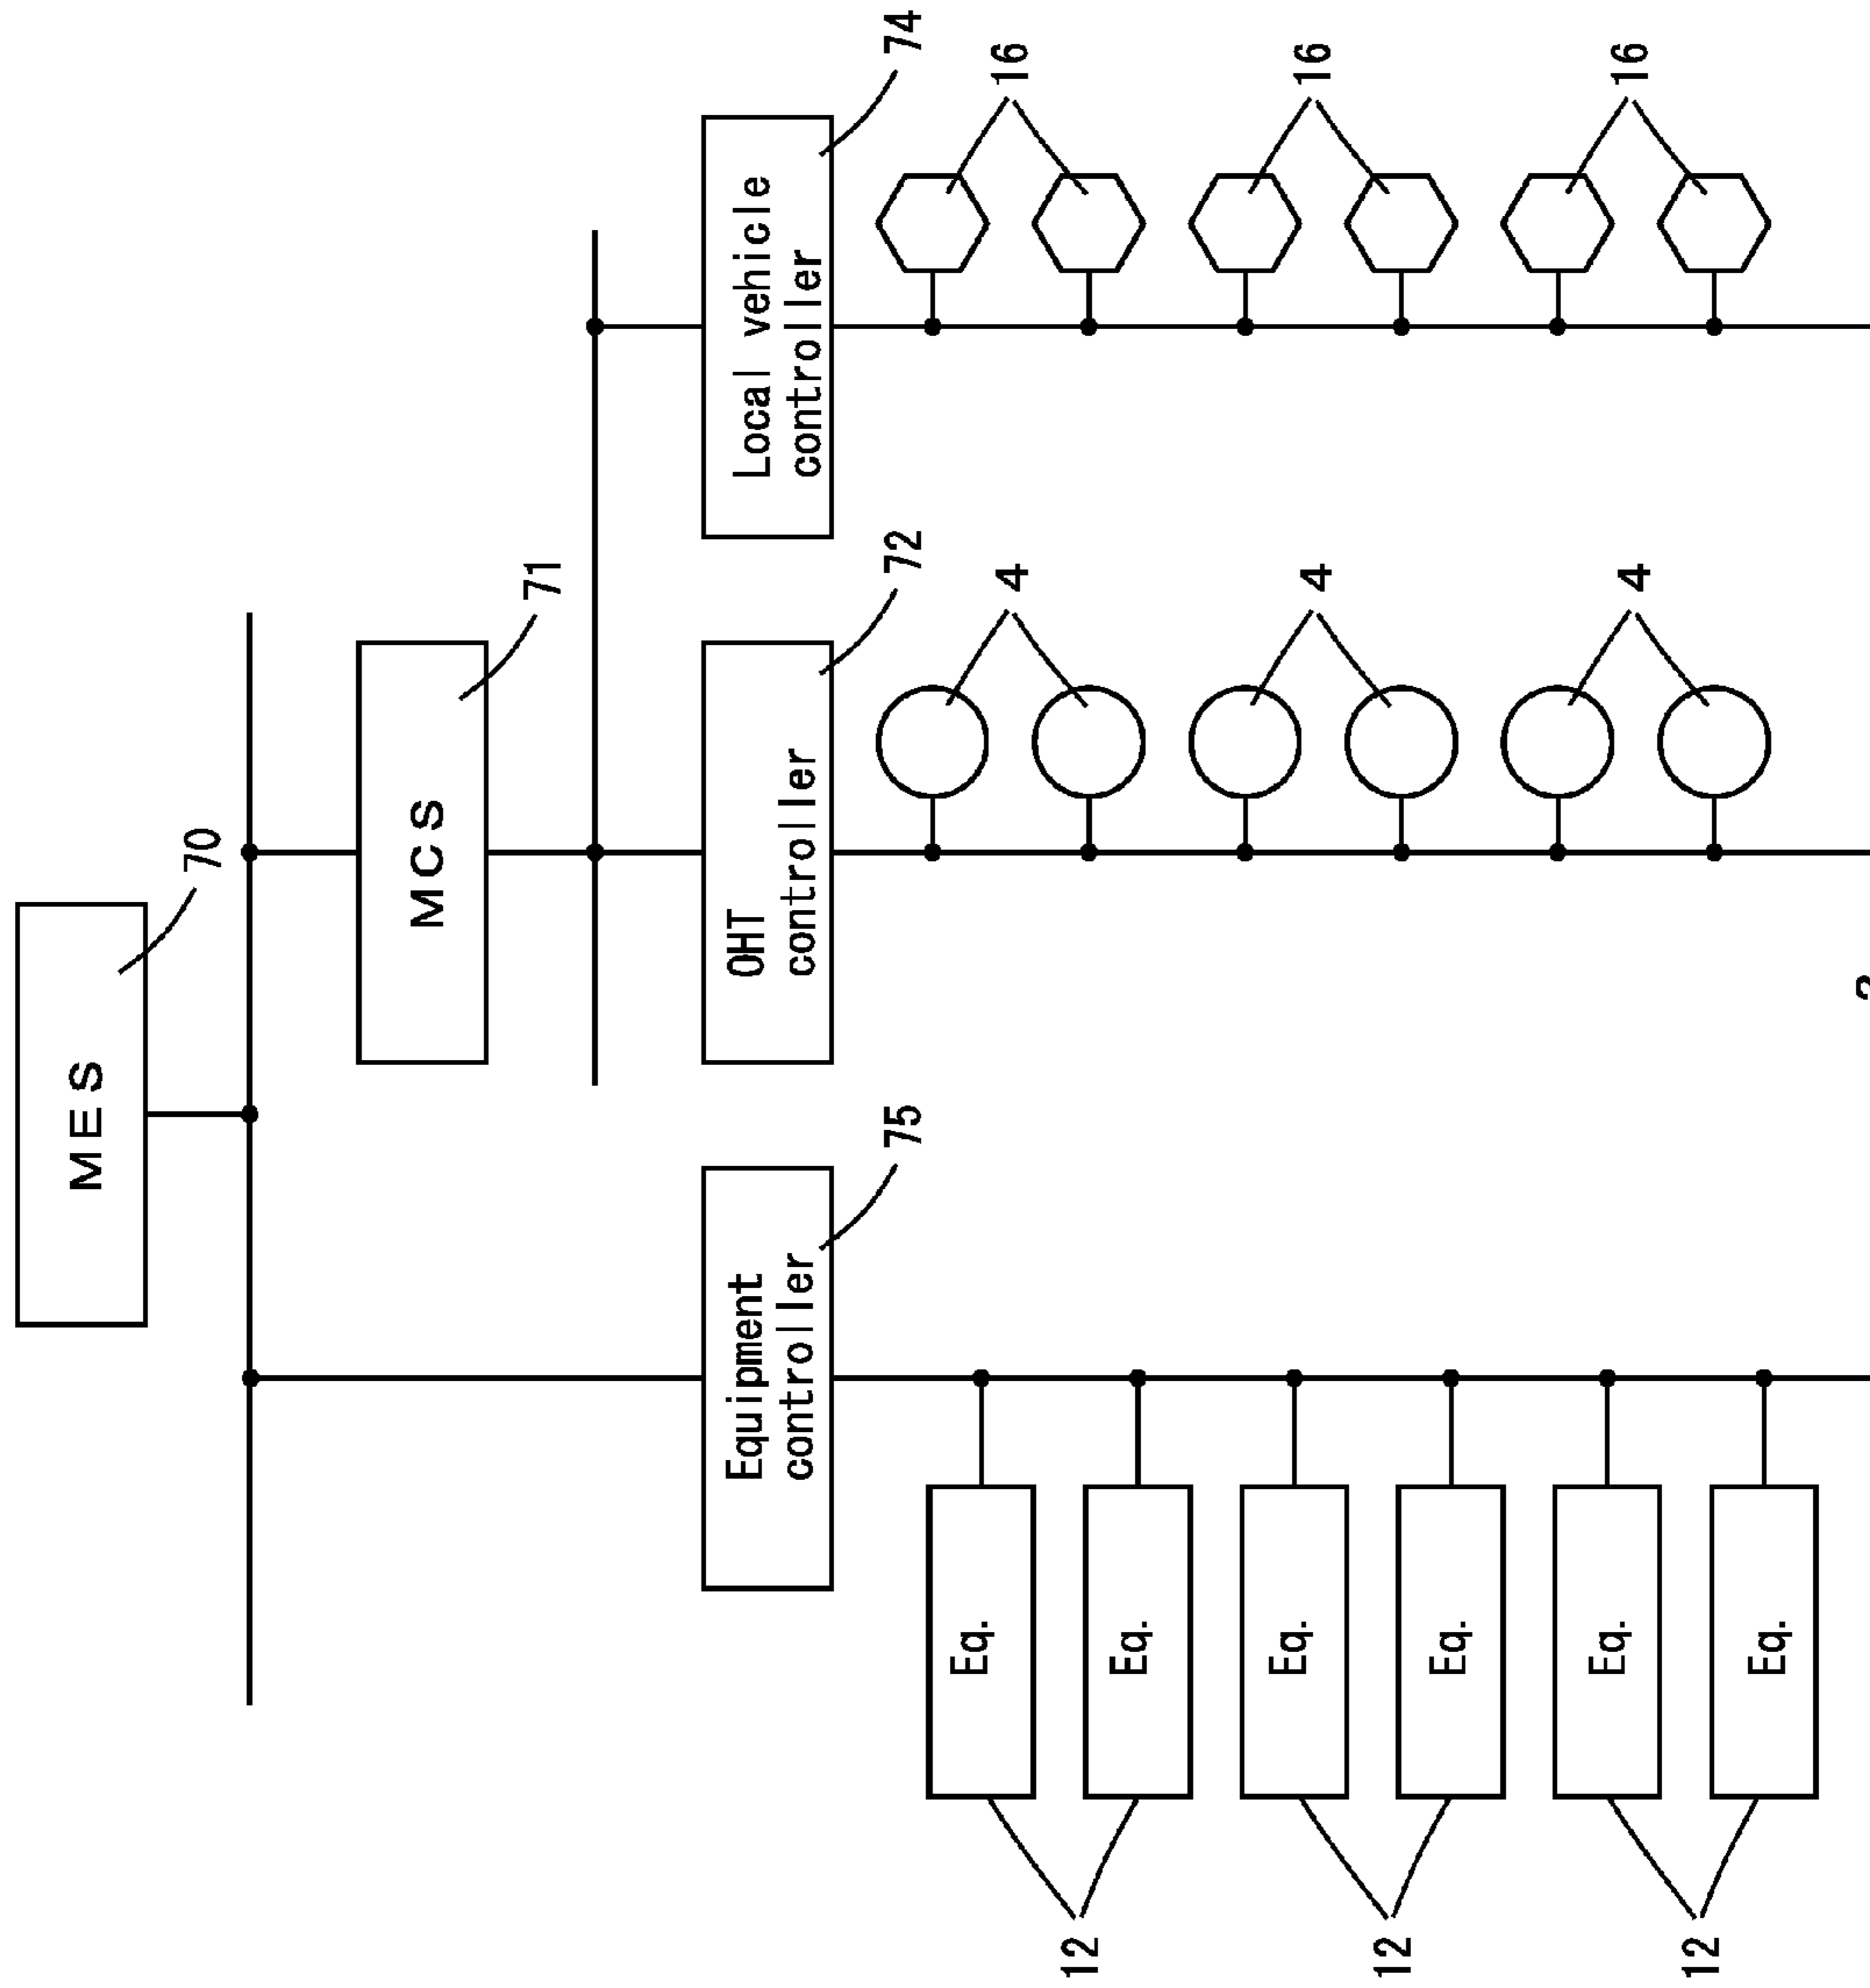 MES
70
MCS
71
Equipment
controller
75
OHT
controller
72
Local vehicle
controller
74
Eq.
Eq.
Eq.
Eq.
Eq.
Eq.
12
12
12
4
4
4
16
16
16